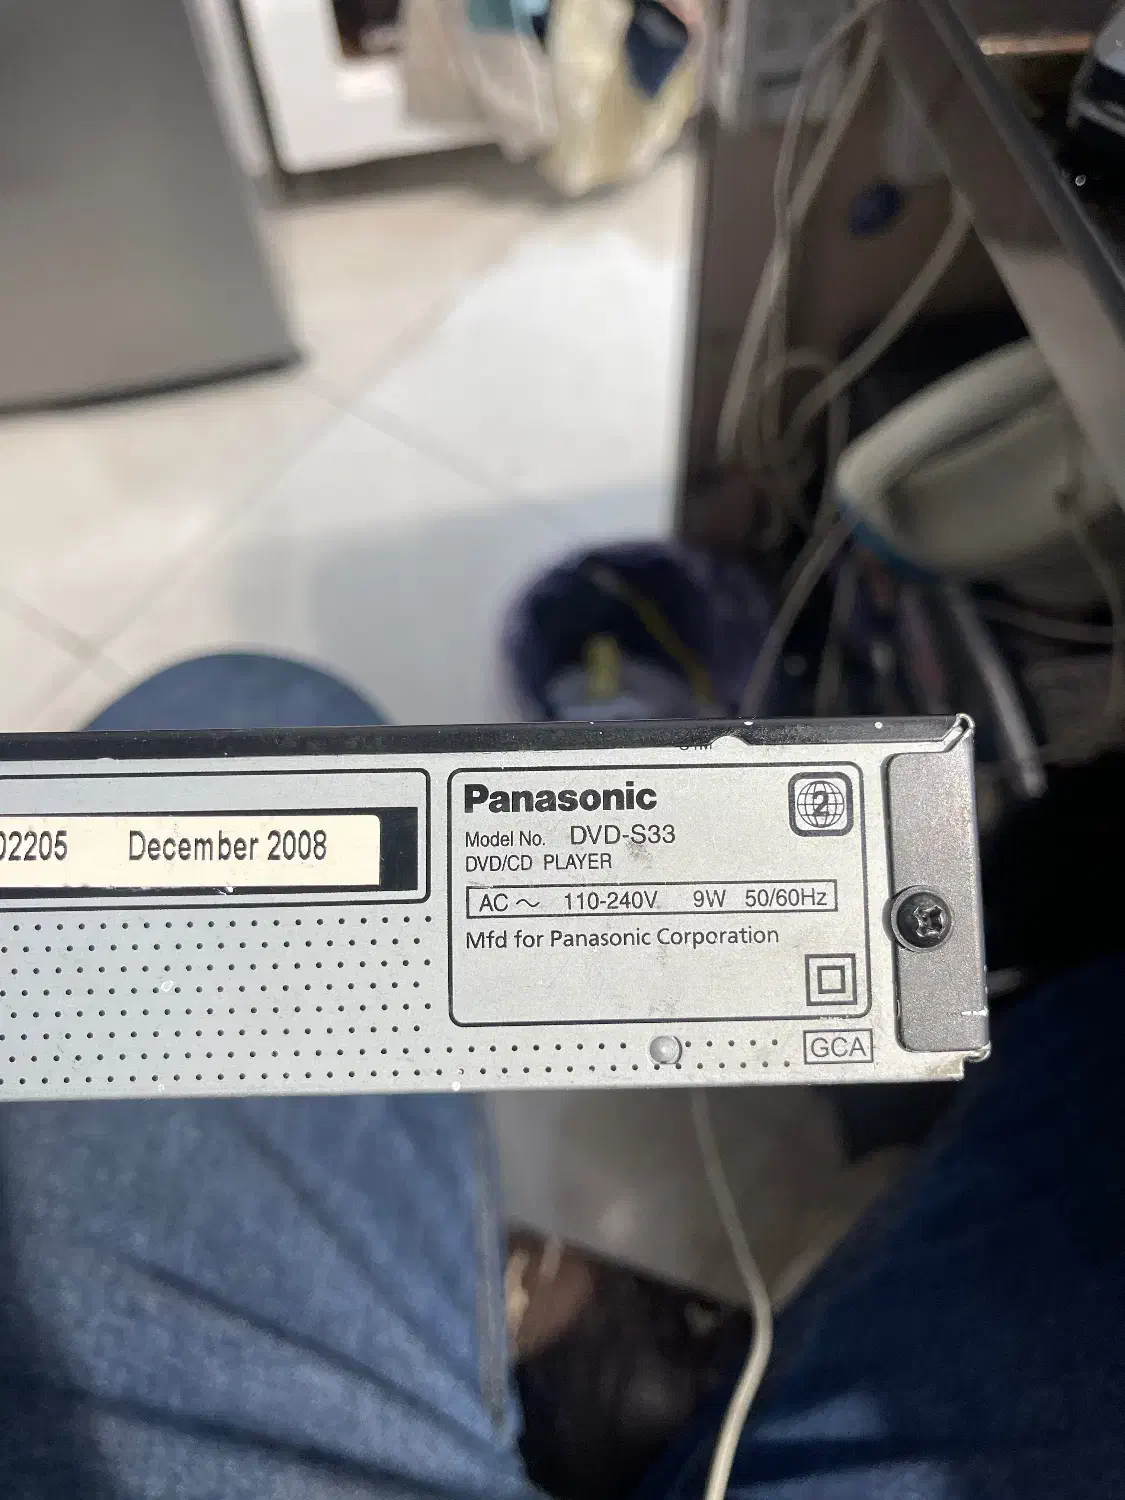 02205 December 2008
Panasonic
2
Model No. DVD-S33
DVD/CD PLAYER
AC ~ 110-240V 9W 50/60Hz
Mfd for Panasonic Corporation
GCA